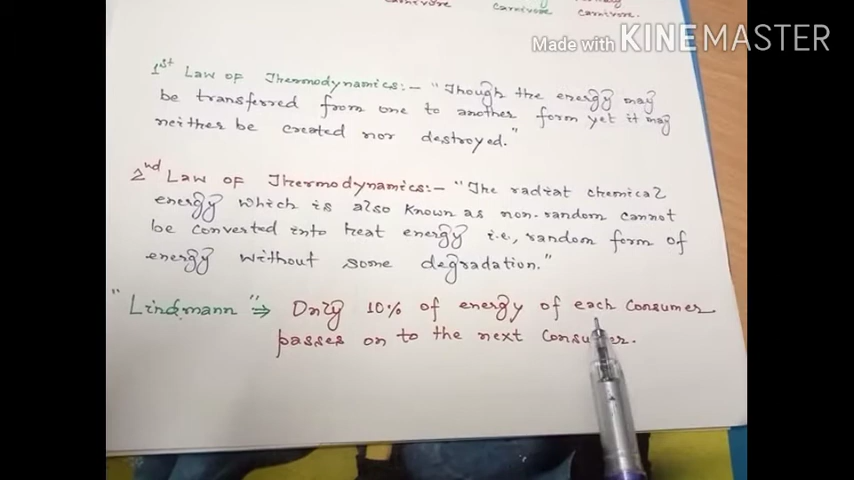 carnivore carnivore carnivore.
Made with KINEMASTER
1st Law of Thermodynamics:- "Though the energy may
be transferred from one to another form yet it may
neither be created nor destroyed."
2nd Law of Thermodynamics:- "The radiat chemical
energy which is also known as non-random cannot
be converted into heat energy i.e, random form of
energy without some degradation."
"Lindmann" ⇒ Only 10% of energy of each consumer
passes on to the next consumer.